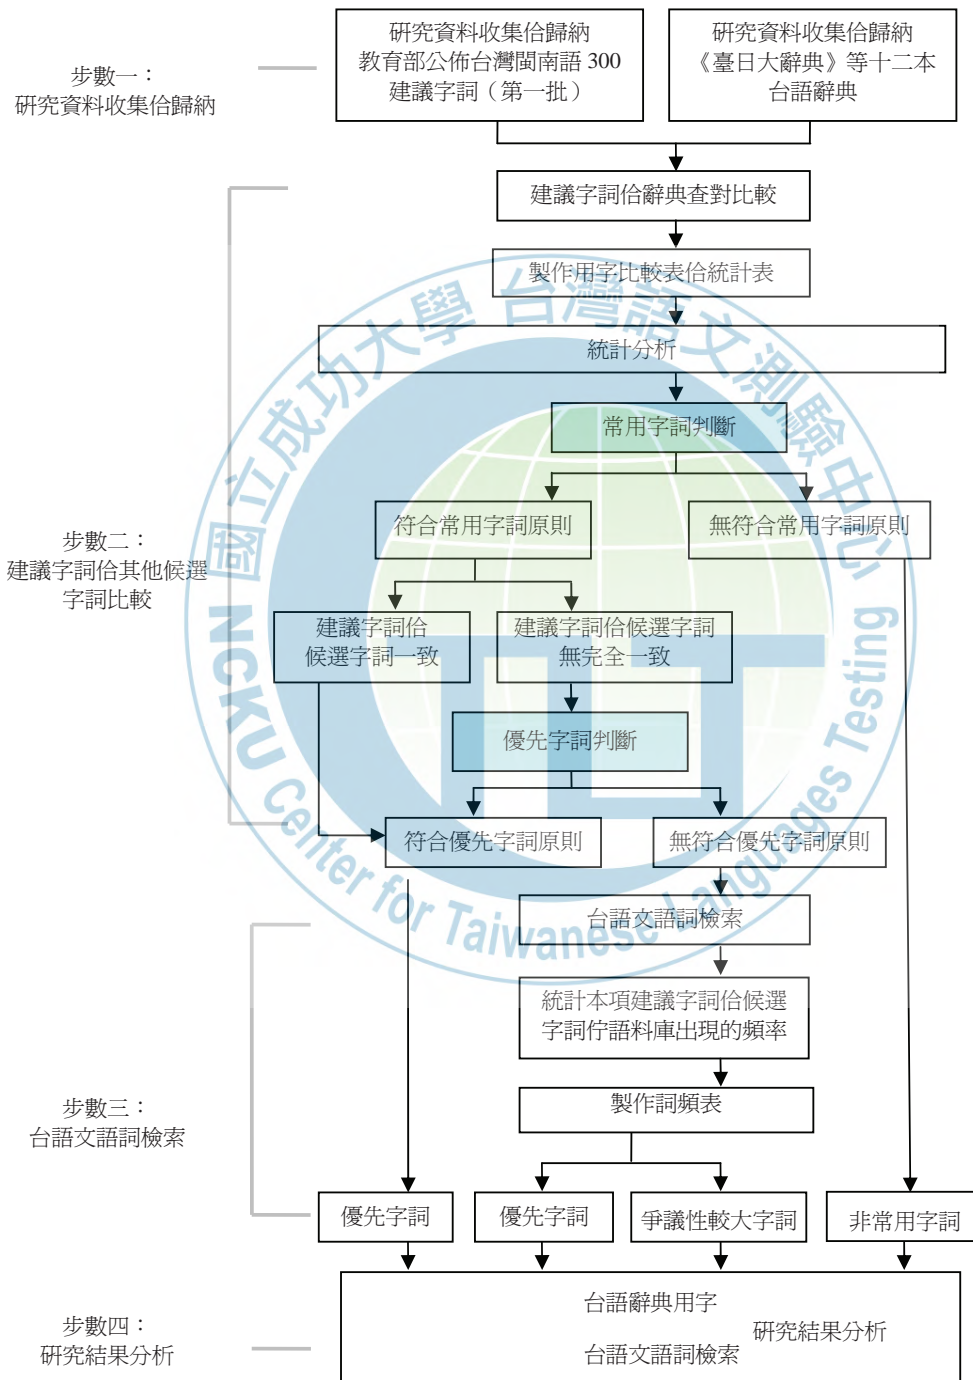 步數一：
研究資料收集佮歸納
研究資料收集佮歸納
教育部公佈台灣閩南語 300
建議字詞（第一批）
研究資料收集佮歸納
《臺日大辭典》等十二本
台語辭典
建議字詞佮辭典查對比較
製作用字比較表佮統計表
統計分析
常用字詞判斷
符合常用字詞原則
無符合常用字詞原則
步數二：
建議字詞佮其他候選
字詞比較
建議字詞佮
候選字詞一致
建議字詞佮候選字詞
無完全一致
優先字詞判斷
符合優先字詞原則
無符合優先字詞原則
台語文語詞檢索
統計本項建議字詞佮候選
字詞佇語料庫出現的頻率
製作詞頻表
步數三：
台語文語詞檢索
優先字詞
優先字詞
爭議性較大字詞
非常用字詞
步數四：
研究結果分析
台語辭典用字
研究結果分析
台語文語詞檢索
國立成功大學 台灣語文測驗中心
NCKU Center for Taiwanese Languages Testing